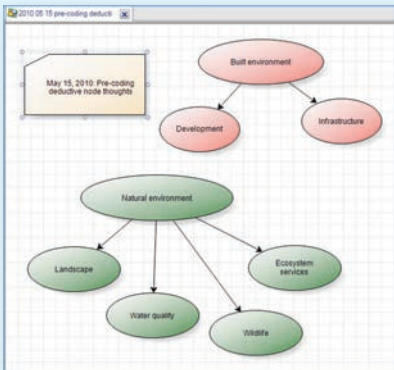 2010 05 15 pre-coding deducti
May 15, 2010: Pre-coding
deductive node thoughts
Built environment
Development
Infrastructure
Natural environment
Landscape
Ecosystem
services
Water quality
Wildlife